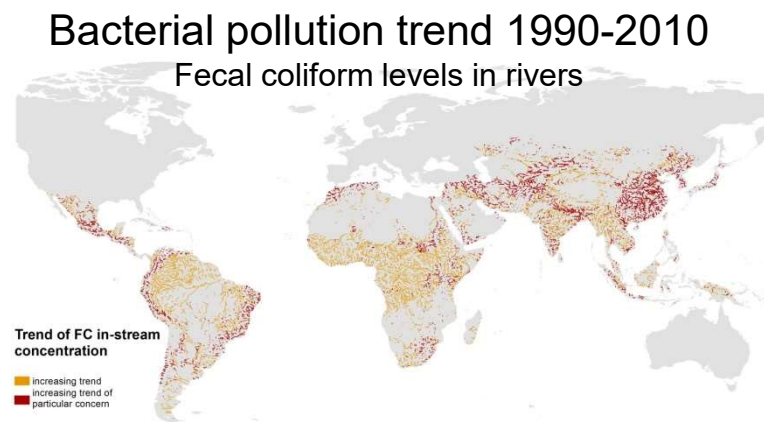 Bacterial pollution trend 1990-2010
Fecal coliform levels in rivers
Trend of FC in-stream
concentration
increasing trend
increasing trend of
particular concern